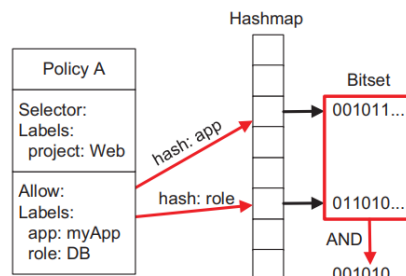 Hashmap
Policy A
Bitset
Selector:
Labels:
project: Web
001011...
hash: app
Allow:
Labels:
app: myApp
role: DB
hash: role
011010...
AND
001010